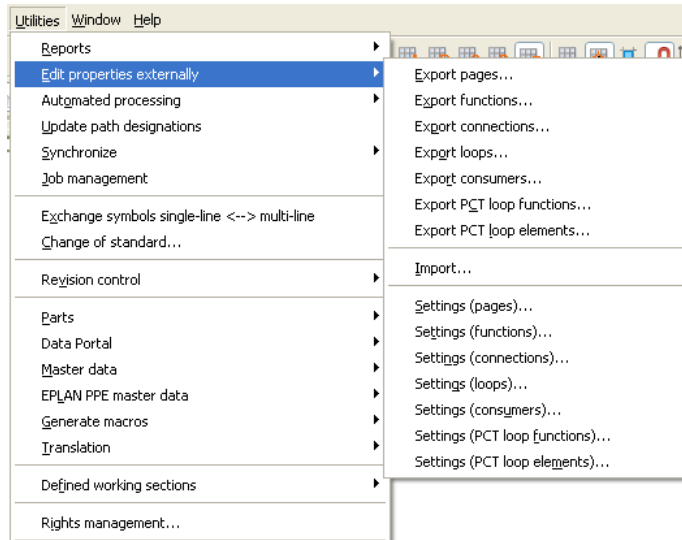 Utilities Window Help
Reports
Edit properties externally
Automated processing
Update path designations
Synchronize
Job management
Exchange symbols single-line <--> multi-line
Change of standard...
Revision control
Parts
Data Portal
Master data
EPLAN PPE master data
Generate macros
Translation
Defined working sections
Rights management...
Export pages...
Export functions...
Export connections...
Export loops...
Export consumers...
Export PCT loop functions...
Export PCT loop elements...
Import...
Settings (pages)...
Settings (functions)...
Settings (connections)...
Settings (loops)...
Settings (consumers)...
Settings (PCT loop functions)...
Settings (PCT loop elements)...